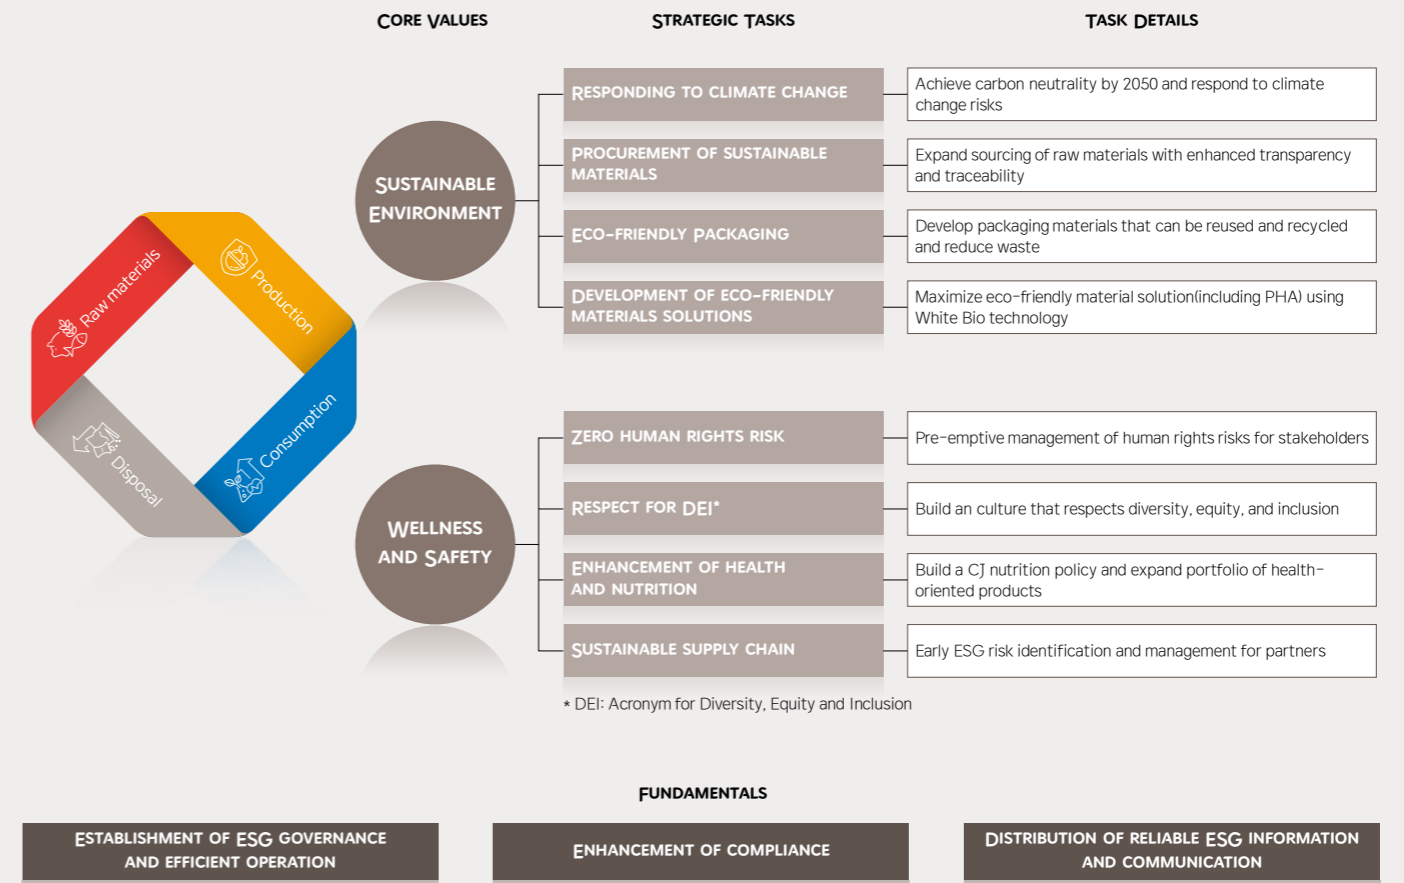 CORE VALUES
STRATEGIC TASKS
TASK DETAILS
Raw materials
Production
Consumption
Disposal
SUSTAINABLE
ENVIRONMENT
RESPONDING TO CLIMATE CHANGE
Achieve carbon neutrality by 2050 and respond to climate
change risks
PROCUREMENT OF SUSTAINABLE
MATERIALS
Expand sourcing of raw materials with enhanced transparency
and traceability
ECO-FRIENDLY PACKAGING
Develop packaging materials that can be reused and recycled
and reduce waste
DEVELOPMENT OF ECO-FRIENDLY
MATERIALS SOLUTIONS
Maximize eco-friendly material solution(including PHA) using
White Bio technology
WELLNESS
AND SAFETY
ZERO HUMAN RIGHTS RISK
Pre-emptive management of human rights risks for stakeholders
RESPECT FOR DEI*
Build an culture that respects diversity, equity, and inclusion
ENHANCEMENT OF HEALTH
AND NUTRITION
Build a CJ nutrition policy and expand portfolio of health-
oriented products
SUSTAINABLE SUPPLY CHAIN
Early ESG risk identification and management for partners
* DEI: Acronym for Diversity, Equity and Inclusion
FUNDAMENTALS
ESTABLISHMENT OF ESG GOVERNANCE
AND EFFICIENT OPERATION
ENHANCEMENT OF COMPLIANCE
DISTRIBUTION OF RELIABLE ESG INFORMATION
AND COMMUNICATION